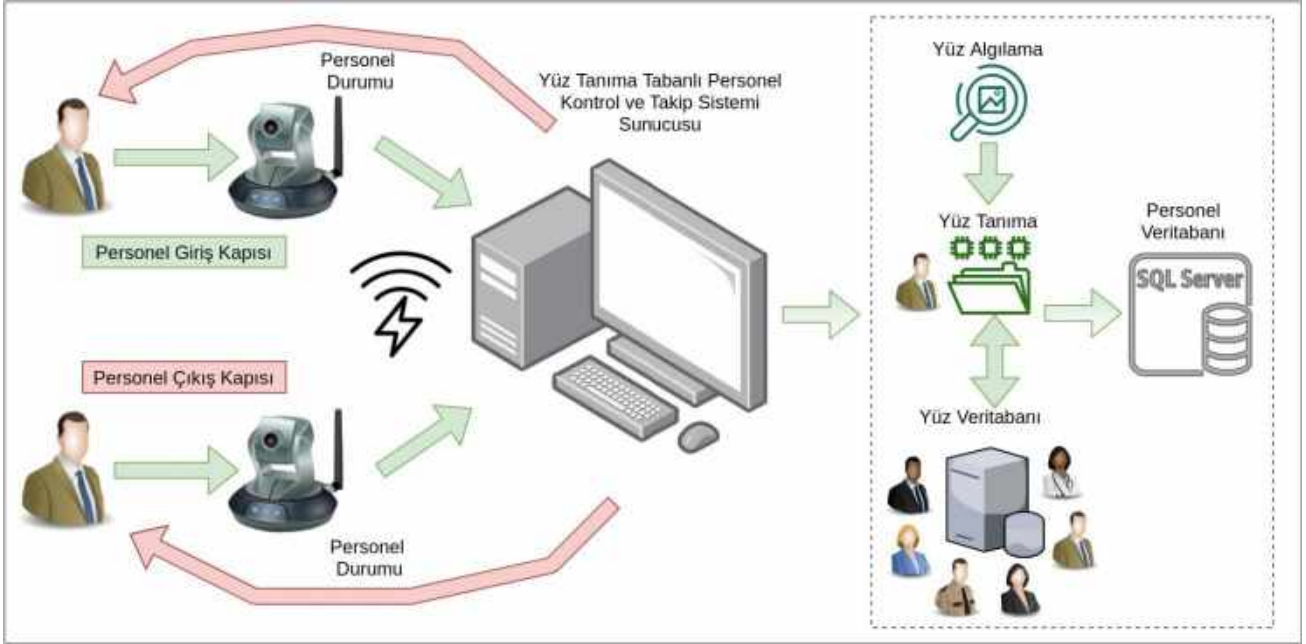 Personel
Durumu
Yüz Tanıma Tabanlı Personel
Kontrol ve Takip Sistemi
Sunucusu
Personel Giriş Kapısı
Personel Çıkış Kapısı
Personel
Durumu
Yüz Algılama
Yüz Tanıma
Personel
Veritabanı
SQL Server
Yüz Veritabanı